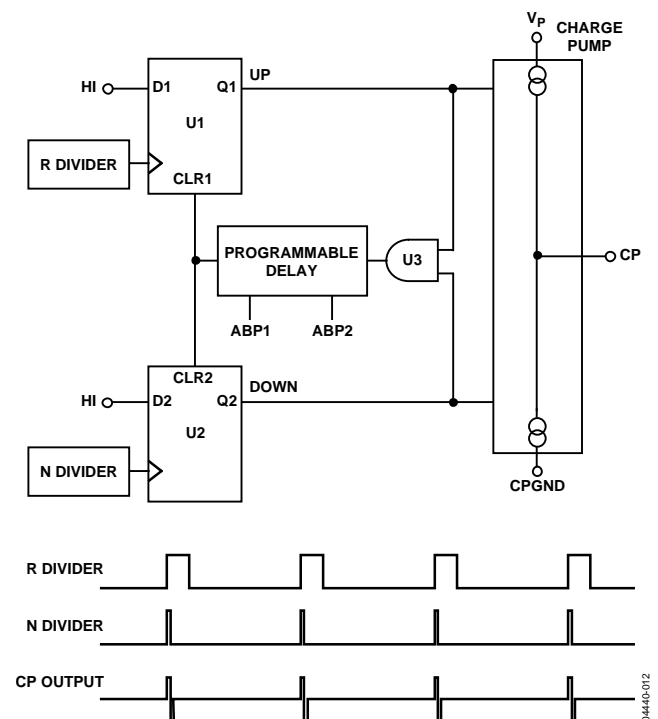 VP
CHARGE
PUMP
HI
D1
Q1
UP
U1
R DIVIDER
CLR1
PROGRAMMABLE
DELAY
U3
CP
ABP1
ABP2
CLR2
HI
D2
Q2
DOWN
U2
N DIVIDER
CPGND
R DIVIDER
N DIVIDER
CP OUTPUT
04440-012